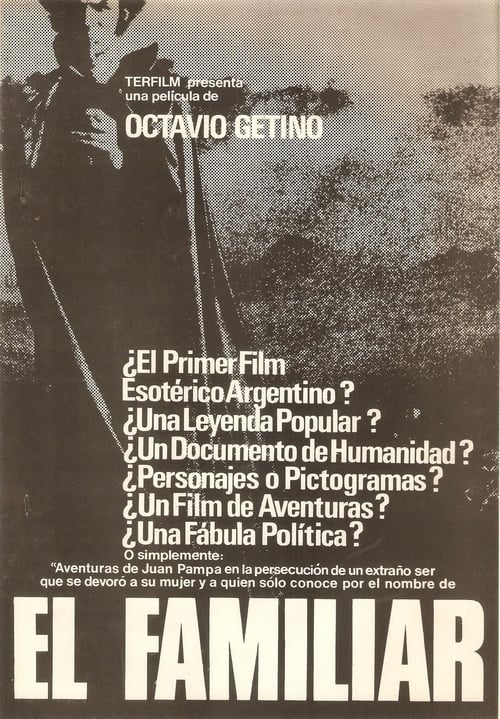 TERFILM presenta
una película de
OCTAVIO GETINO
¿El Primer Film
Esotérico Argentino?
¿Una Leyenda Popular?
¿Un Documento de Humanidad?
¿Personajes o Pictogramas?
¿Un Film de Aventuras?
¿Una Fábula Política?
O simplemente:
"Aventuras de Juan Pampa en la persecución de un extraño ser
que se devoró a su mujer y a quien sólo conoce por el nombre de
EL FAMILIAR